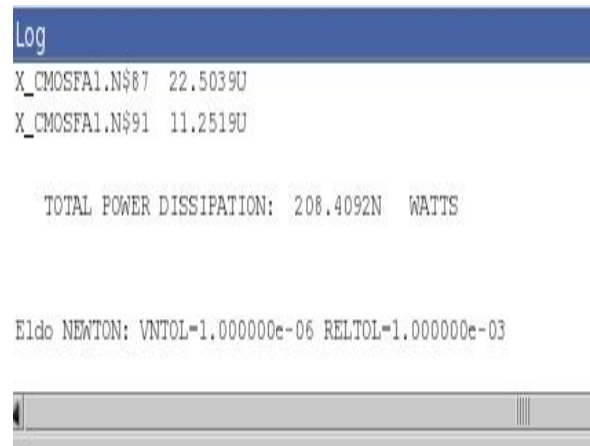 Log
X_CMOSFA1.N$87 22.5039U
X_CMOSFA1.N$91 11.2519U
TOTAL POWER DISSIPATION: 208.4092N WATTS
Eldo NEWTON: VNTOL=1.000000e-06 RELTOL=1.000000e-03